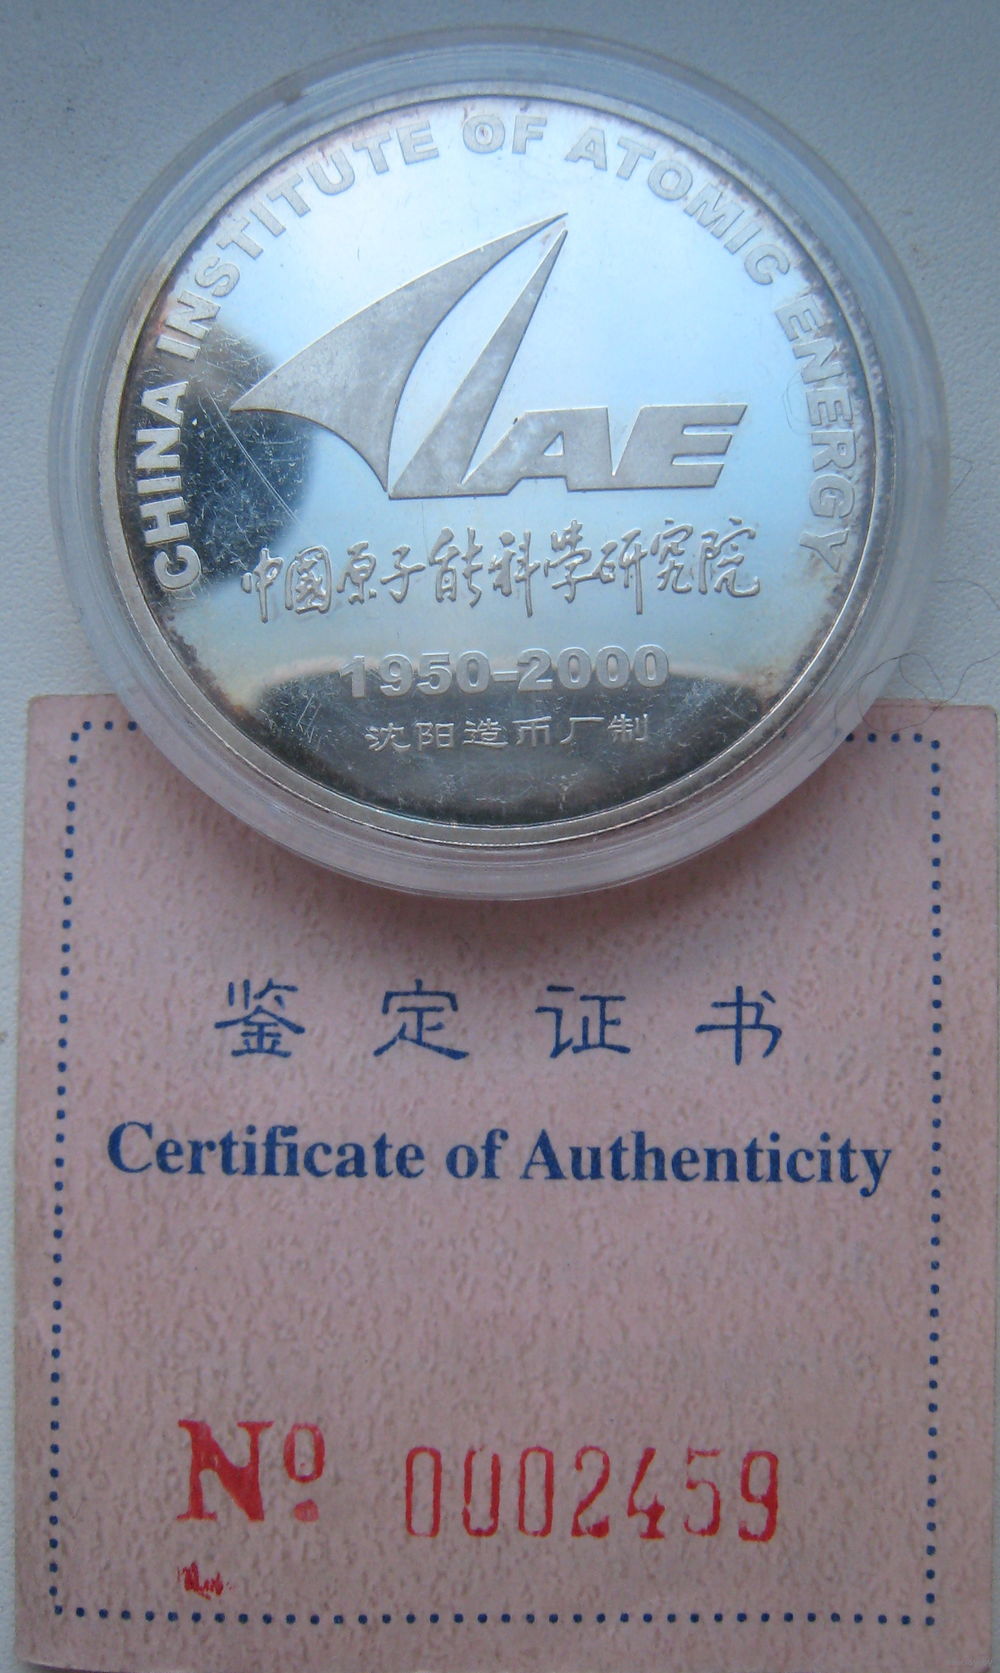 CHINA INSTITUTE OF ATOMIC ENERGY
IAE
中國原子能科学研究院
1950-2000
沈阳造币厂制
鉴定证书
Certificate of Authenticity
Nº 0002459